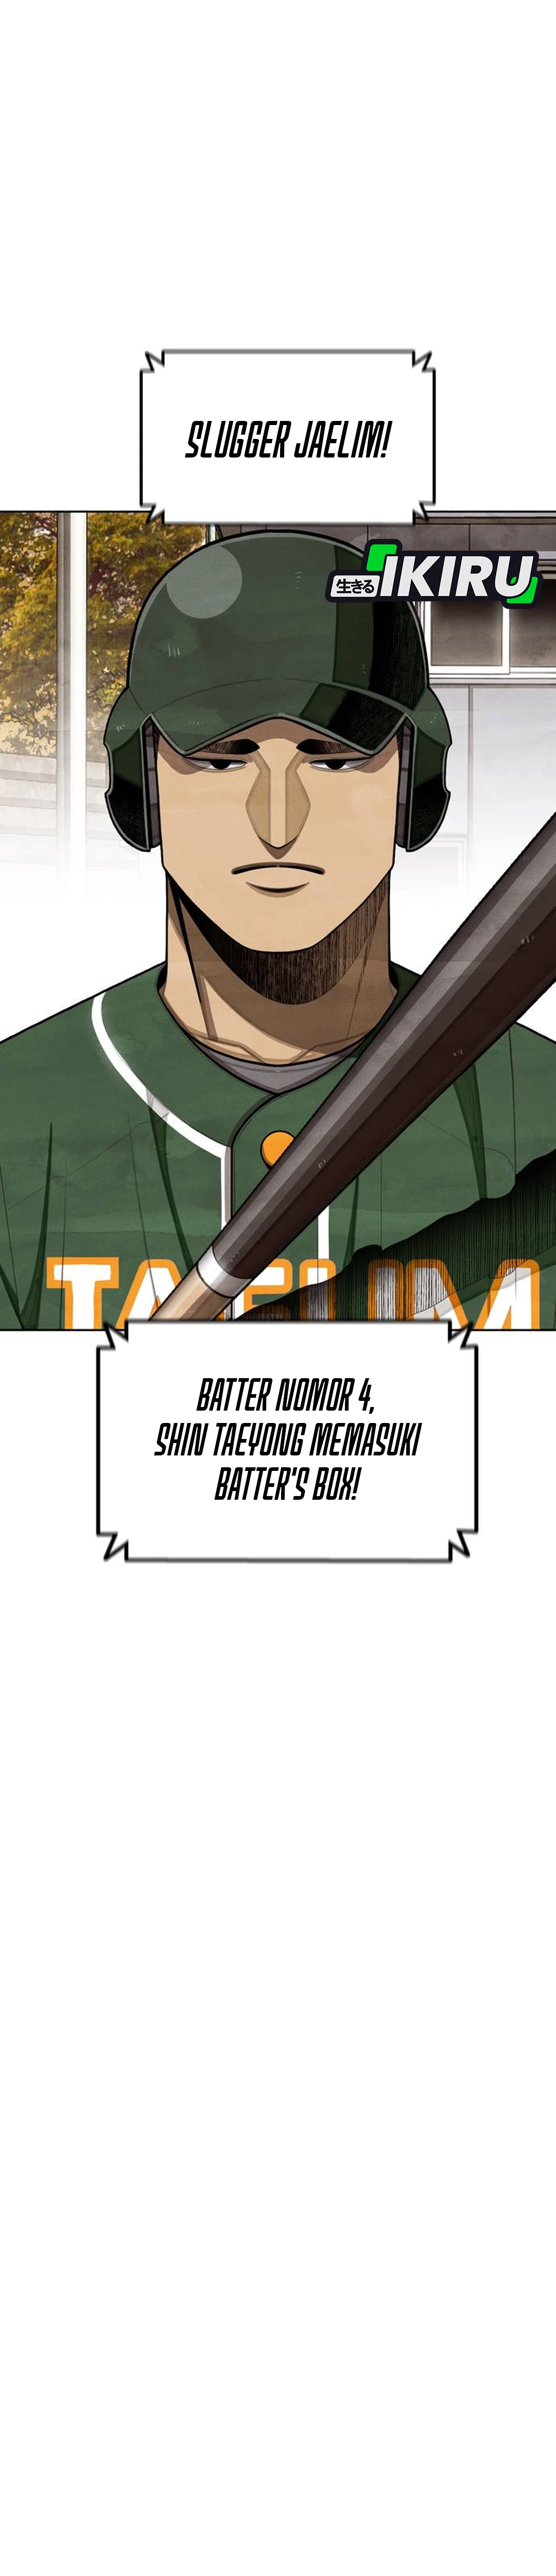 SLUGGER JAELIM!
生きる IKIRU
BATTER NOMOR 4,
SHIN TAEYONG MEMASUKI
BATTER'S BOX!